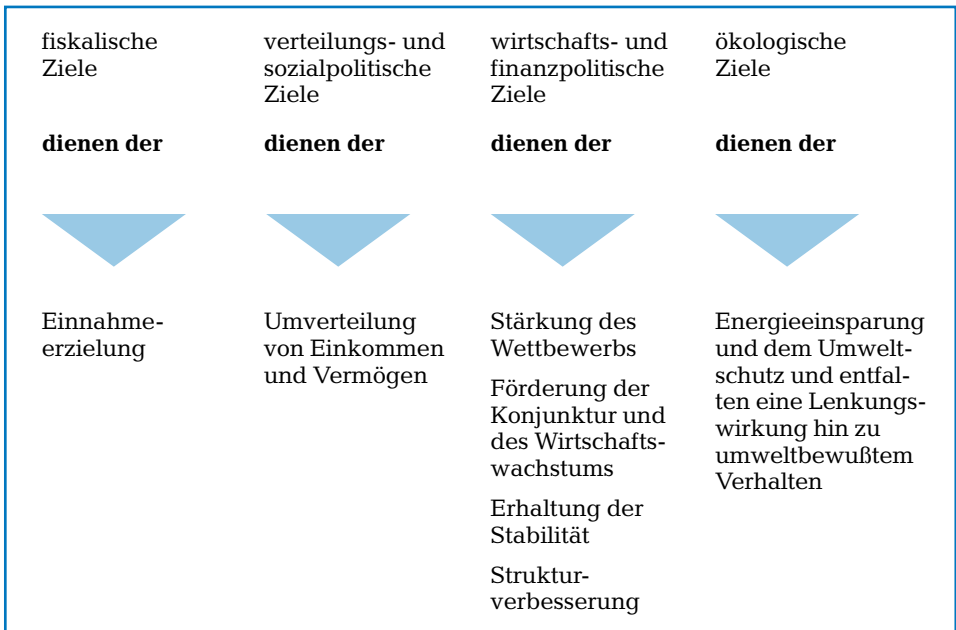 fiskalische
Ziele
dienen der
Einnahme-
erzielung
verteilungs- und
sozialpolitische
Ziele
dienen der
Umverteilung
von Einkommen
und Vermögen
wirtschafts- und
finanzpolitische
Ziele
dienen der
Stärkung des
Wettbewerbs
Förderung der
Konjunktur und
des Wirtschafts-
wachstums
Erhaltung der
Stabilität
Struktur-
verbesserung
ökologische
Ziele
dienen der
Energieeinsparung
und dem Umwelt-
schutz und entfal-
ten eine Lenkungs-
wirkung hin zu
umweltbewußtem
Verhalten